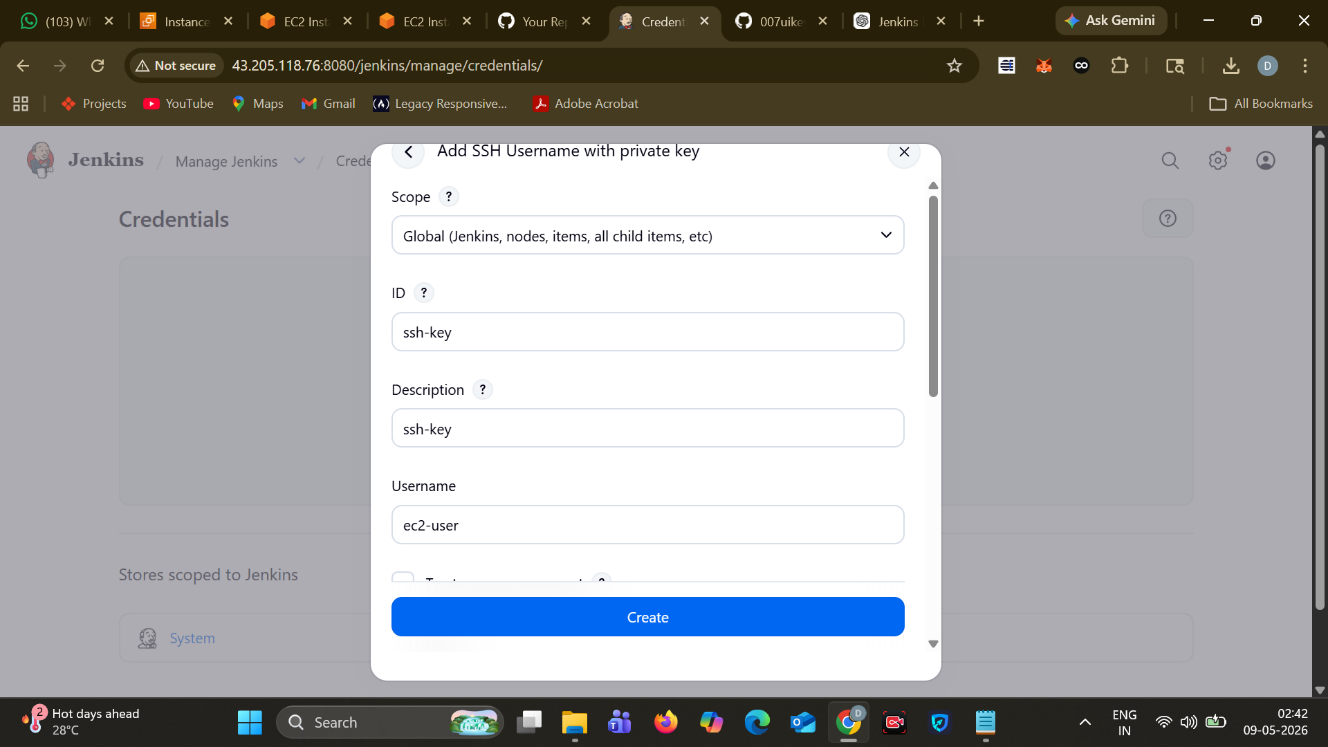 (103) W
Instance
EC2 Inst
EC2 Inst
Your Re
Credent
007uike
Jenkins
Ask Gemini
Not secure
43.205.118.76:8080/jenkins/manage/credentials/
Projects
YouTube
Maps
Gmail
Legacy Responsive...
Adobe Acrobat
All Bookmarks
Jenkins / Manage Jenkins / Crede
Add SSH Username with private key
Credentials
Scope ?
Global (Jenkins, nodes, items, all child items, etc)
ID ?
ssh-key
Description ?
ssh-key
Username
ec2-user
Create
Stores scoped to Jenkins
System
2
Hot days ahead
28°C
Search
D
ENG
IN
02:42
09-05-2026